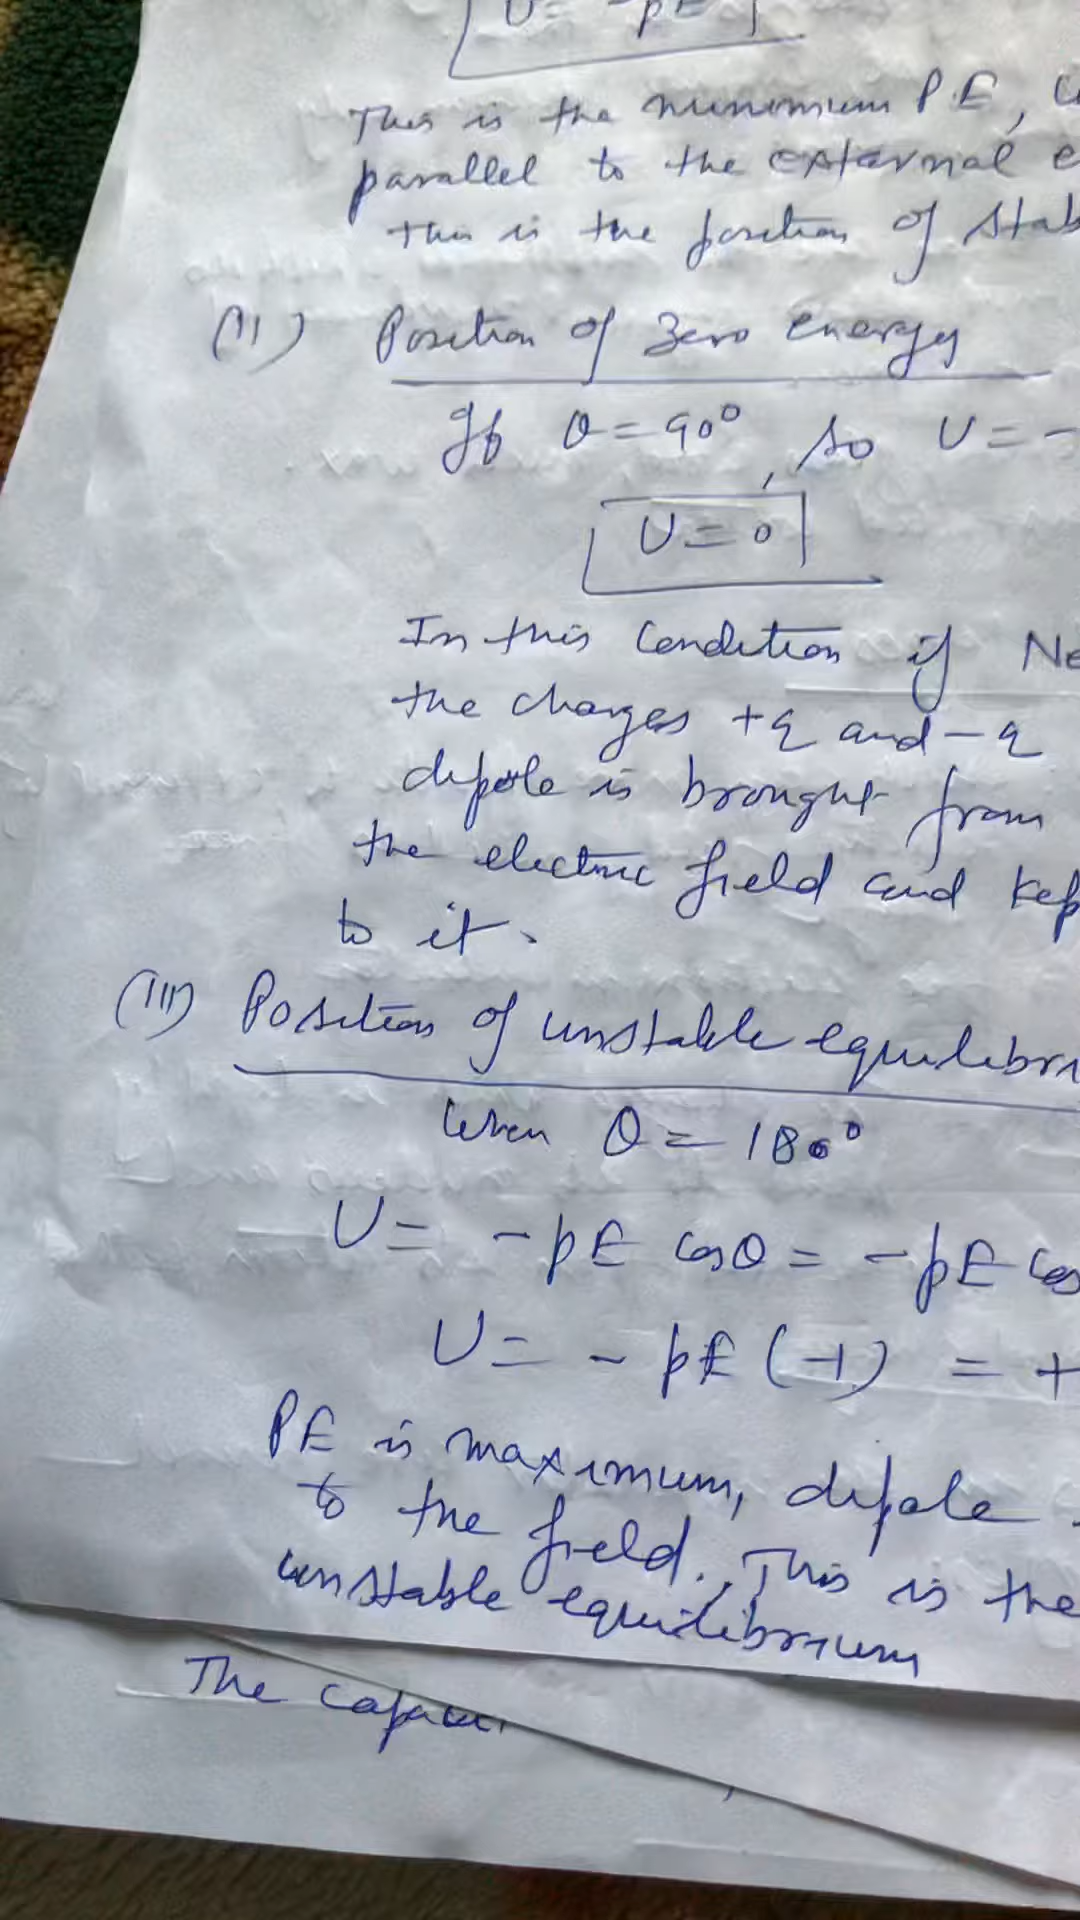 U = -pE
This is the minimum P.E,
parallel to the external e
this is the position of stab
(ii) Position of zero energy
If θ = 90°, so U = -
U = 0
In this condition if Ne
the charges +q and -q
dipole is brought from
the electric field and kep
to it.
(iii) Position of unstable equilibri
When θ = 180°
U = -pE cosθ = -pE cos
U = -pE (-1) = +
PE is maximum, dipole
to the field. This is the
unstable equilibrium
The